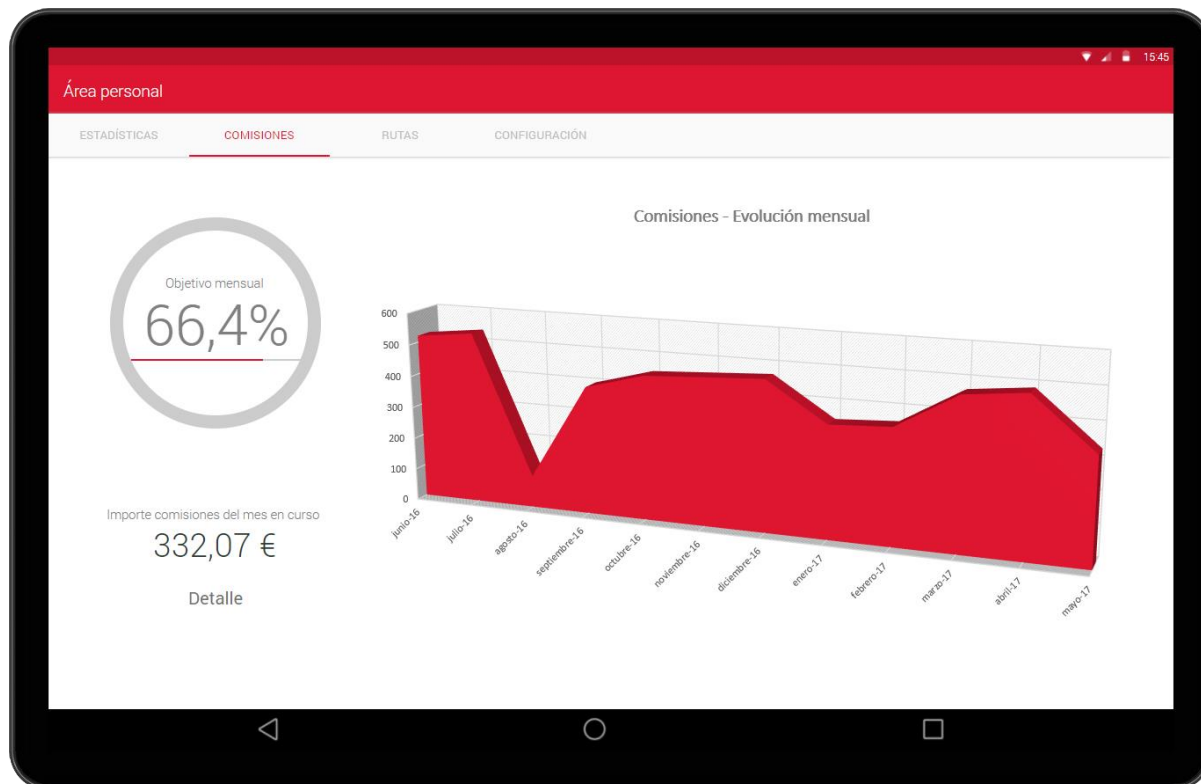 15:45
Área personal
ESTADÍSTICAS COMISIONES RUTAS CONFIGURACIÓN
Objetivo mensual
66,4%
Importe comisiones del mes en curso
332,07 €
Detalle
Comisiones - Evolución mensual
600
500
400
300
200
100
0
junio-16
julio-16
agosto-16
septiembre-16
octubre-16
noviembre-16
diciembre-16
enero-17
febrero-17
marzo-17
abril-17
mayo-17